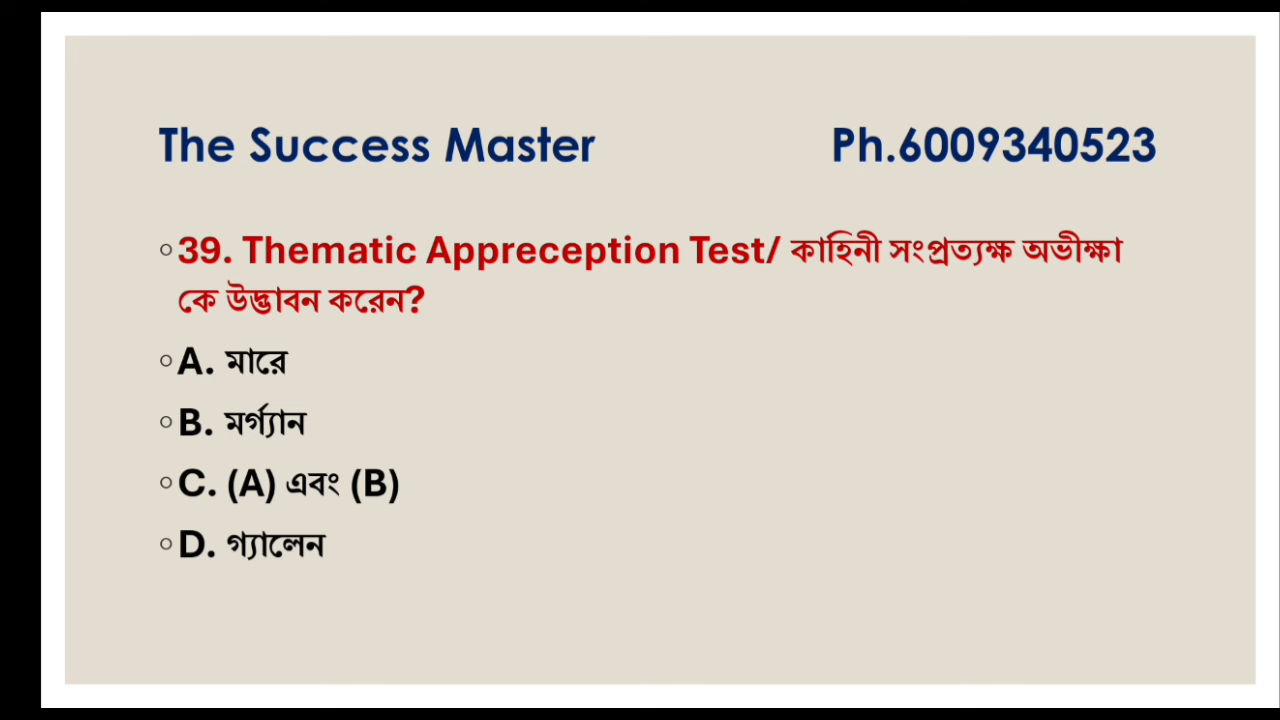 The Success Master Ph.6009340523
39. Thematic Appreception Test/ কাহিনী সংপ্রত্যক্ষ অভীক্ষা
কে উদ্ভাবন করেন?
A. মারে
B. মর্গ্যান
C. (A) এবং (B)
D. গ্যালেন